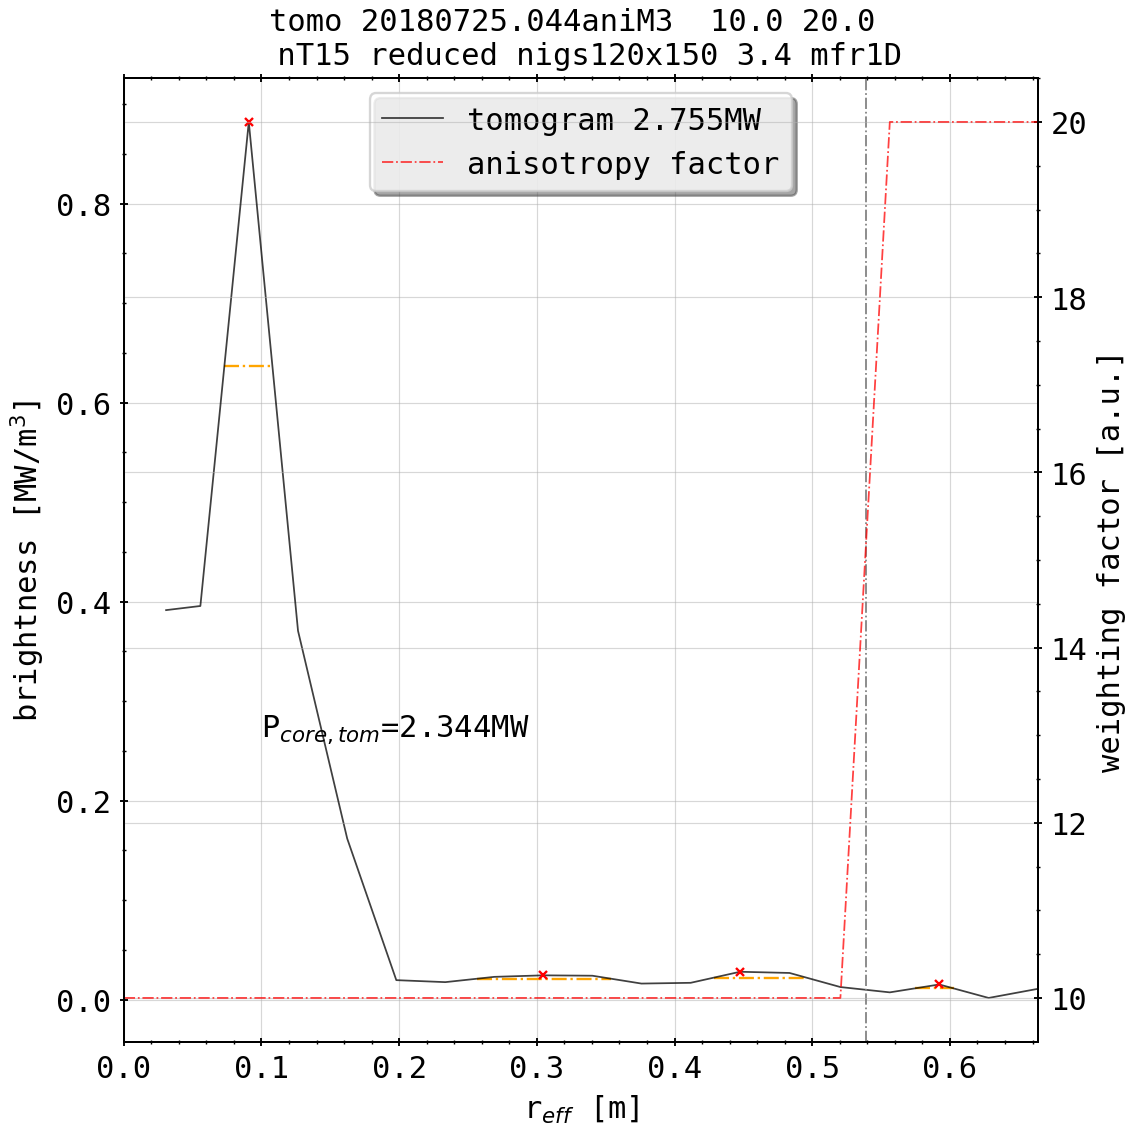 tomo 20180725.044aniM3  10.0 20.0
nT15 reduced nigs120x150 3.4 mfr1D
tomogram 2.755MW
anisotropy factor
brightness [MW/m³]
0.8
0.6
0.4
0.2
0.0
P_core,tom=2.344MW
20
18
16
14
12
10
weighting factor [a.u.]
0.0 0.1 0.2 0.3 0.4 0.5 0.6
r_eff [m]